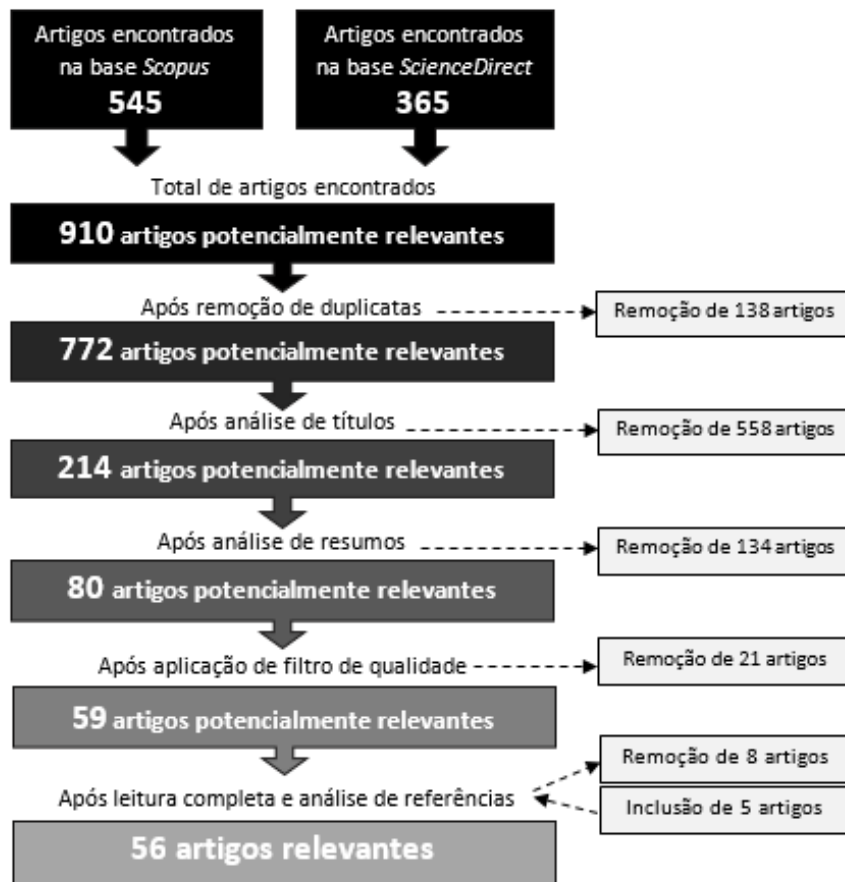 Artigos encontrados
na base Scopus
545
Artigos encontrados
na base ScienceDirect
365
Total de artigos encontrados
910 artigos potencialmente relevantes
Após remoção de duplicatas
Remoção de 138 artigos
772 artigos potencialmente relevantes
Após análise de títulos
Remoção de 558 artigos
214 artigos potencialmente relevantes
Após análise de resumos
Remoção de 134 artigos
80 artigos potencialmente relevantes
Após aplicação de filtro de qualidade
Remoção de 21 artigos
59 artigos potencialmente relevantes
Remoção de 8 artigos
Após leitura completa e análise de referências
Inclusão de 5 artigos
56 artigos relevantes